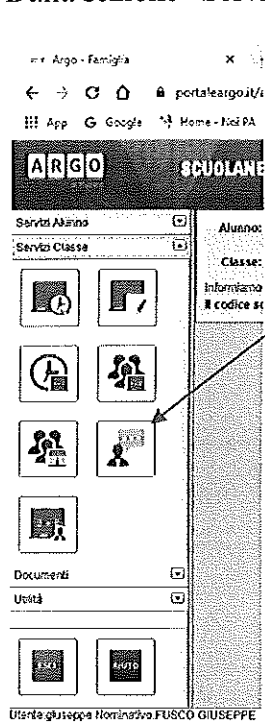 Argo - Famiglia
portaleargo.it/a
App Google Home - Noi PA
ARGO SCUOLANE
Servizi Alunno
Servizi Classe
Alunno:
Classe:
Informiamo
Il codice sc
Documenti
Utilità
ESCI AIUTO
Utente giuseppe Nominativo FUSCO GIUSEPPE